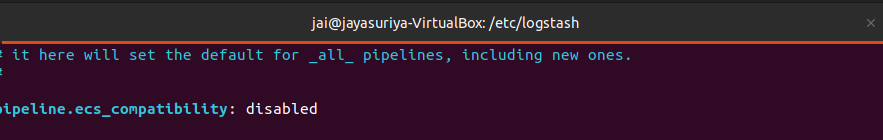 jai@jayasuriya-VirtualBox: /etc/logstash
# it here will set the default for _all_ pipelines, including new ones.
#
pipeline.ecs_compatibility: disabled